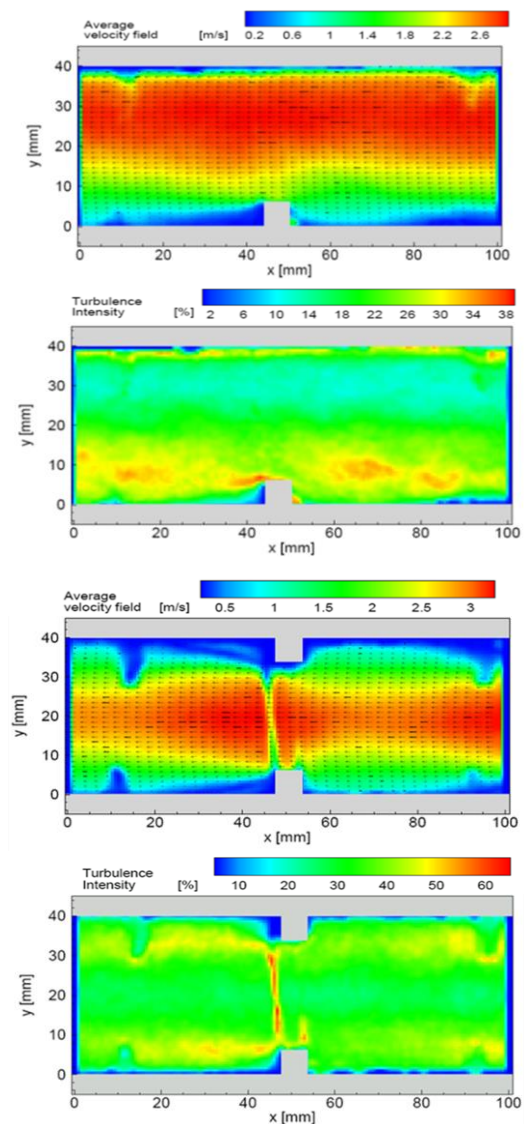 Average
velocity field [m/s] 0.2 0.6 1 1.4 1.8 2.2 2.6
40
30
y [mm]
20
10
0
0 20 40 60 80 100
x [mm]
Turbulence
Intensity [%] 2 6 10 14 18 22 26 30 34 38
40
30
y [mm]
20
10
0
0 20 40 60 80 100
x [mm]
Average
velocity field [m/s] 0.5 1 1.5 2 2.5 3
40
30
y [mm]
20
10
0
0 20 40 60 80 100
x [mm]
Turbulence
Intensity [%] 10 20 30 40 50 60
40
30
y [mm]
20
10
0
0 20 40 60 80 100
x [mm]